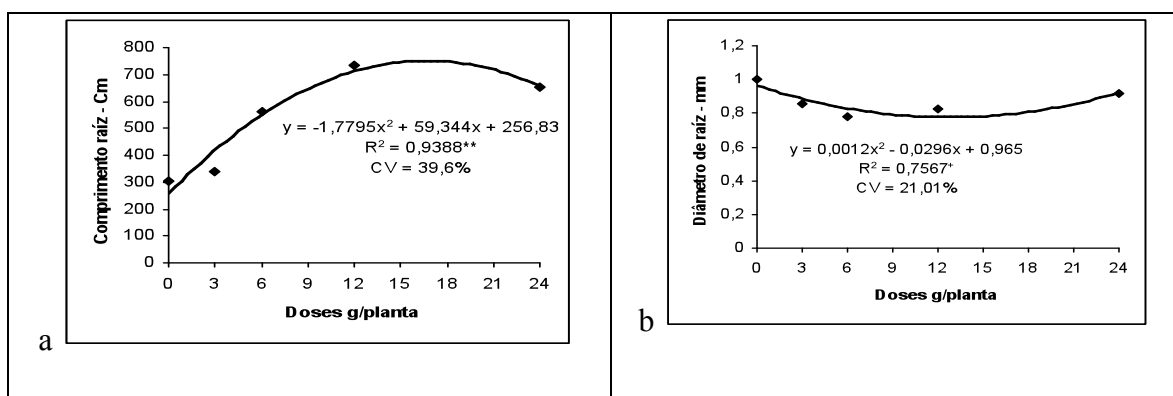 Comprimento raíz - Cm
800
700
600
500
400
300
200
100
0
y = -1,7795x² + 59,344x + 256,83
R² = 0,9388**
CV = 39,6%
0 3 6 9 12 15 18 21 24
Doses g/planta
a
Diâmetro de raíz - mm
1,2
1
0,8
0,6
0,4
0,2
0
y = 0,0012x² - 0,0296x + 0,965
R² = 0,7567⁺
CV = 21,01%
0 3 6 9 12 15 18 21 24
Doses g/planta
b